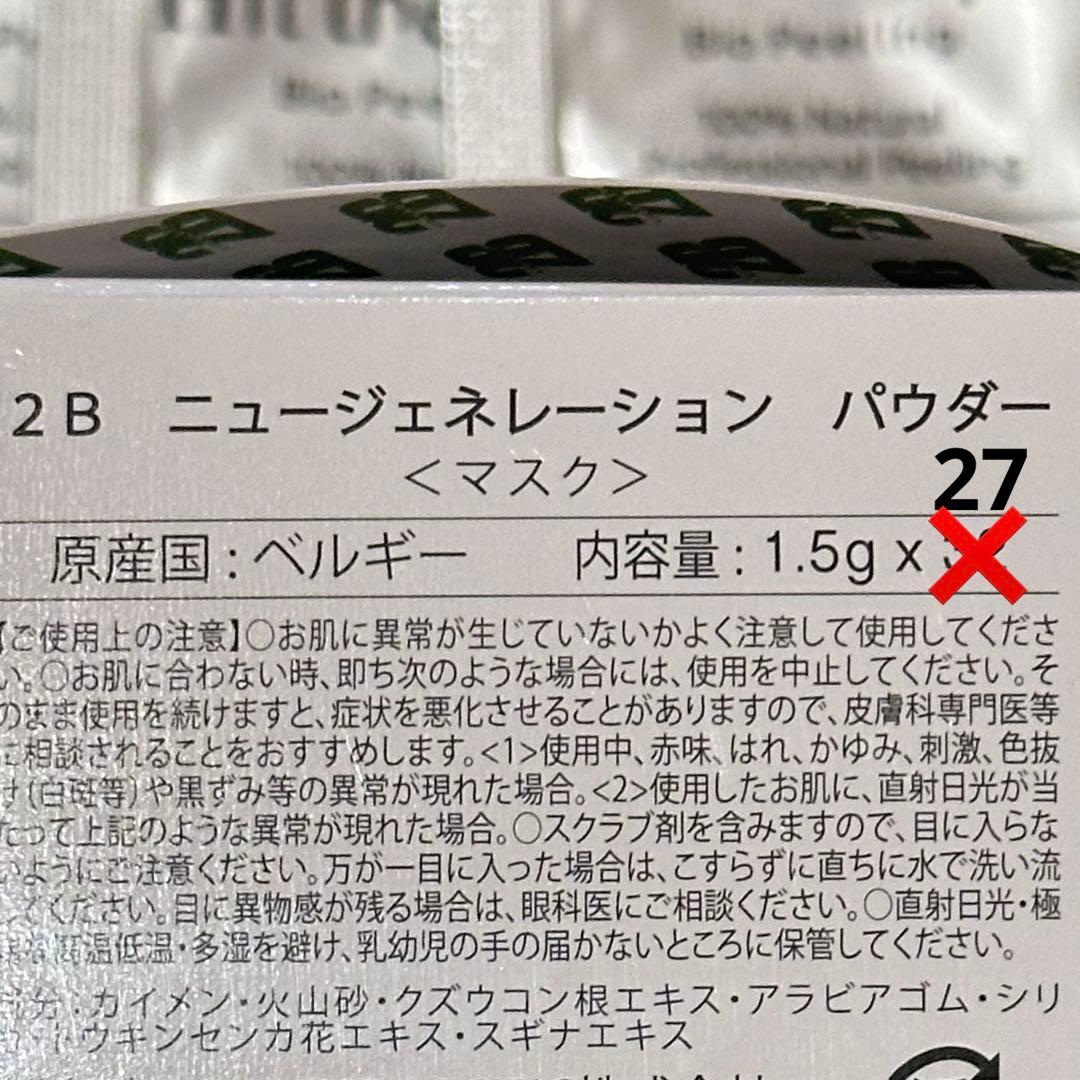 Bio Peeling
100% Natural
Professional Peeling
2B ニュージェネレーション パウダー
<マスク>
27
原産国：ベルギー 内容量：1.5g x
【ご使用上の注意】○お肌に異常が生じていないかよく注意して使用してくださ
い。○お肌に合わない時、即ち次のような場合には、使用を中止してください。そ
のまま使用を続けますと、症状を悪化させることがありますので、皮膚科専門医等
に相談されることをおすすめします。<1>使用中、赤味、はれ、かゆみ、刺激、色抜
け(白斑等)や黒ずみ等の異常が現れた場合。<2>使用したお肌に、直射日光が当
たって上記のような異常が現れた場合。○スクラブ剤を含みますので、目に入らな
いようにご注意ください。万が一目に入った場合は、こすらずに直ちに水で洗い流
してください。目に異物感が残る場合は、眼科医にご相談ください。○直射日光・極
端な高温低温・多湿を避け、乳幼児の手の届かないところに保管してください。
成分：カイメン・火山砂・クズウコン根エキス・アラビアゴム・シリ
カ・トウキンセンカ花エキス・スギナエキス
株式会社